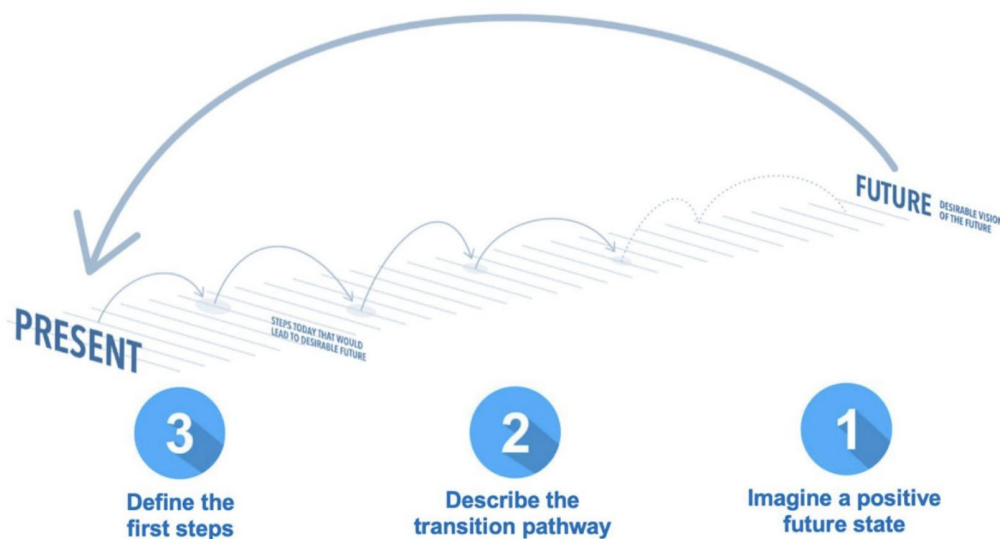 FUTURE
DESIRABLE VISION
OF THE FUTURE
PRESENT
STEPS TODAY THAT WOULD
LEAD TO DESIRABLE FUTURE
3
Define the
first steps
2
Describe the
transition pathway
1
Imagine a positive
future state